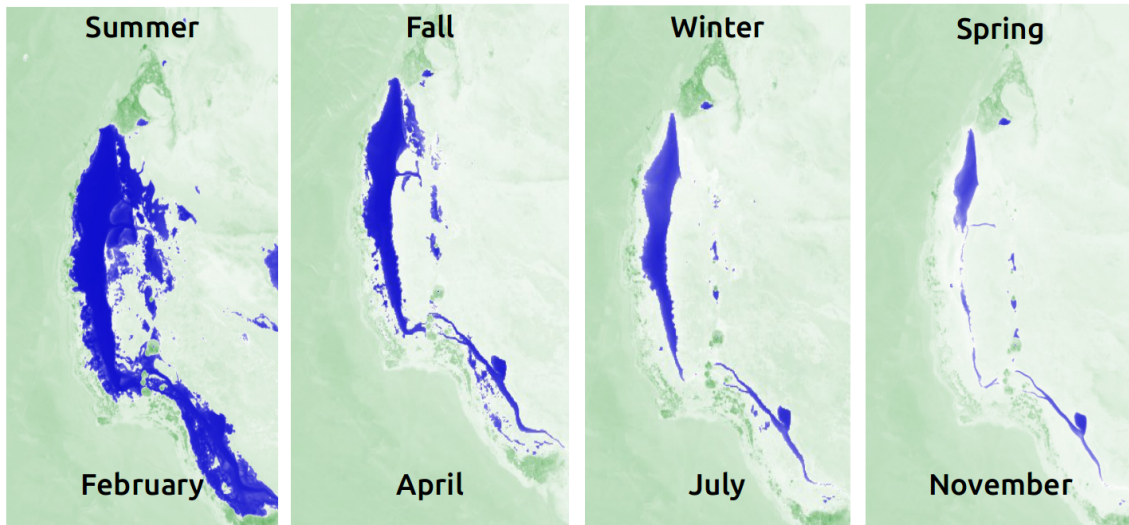 Summer
Fall
Winter
Spring
February
April
July
November